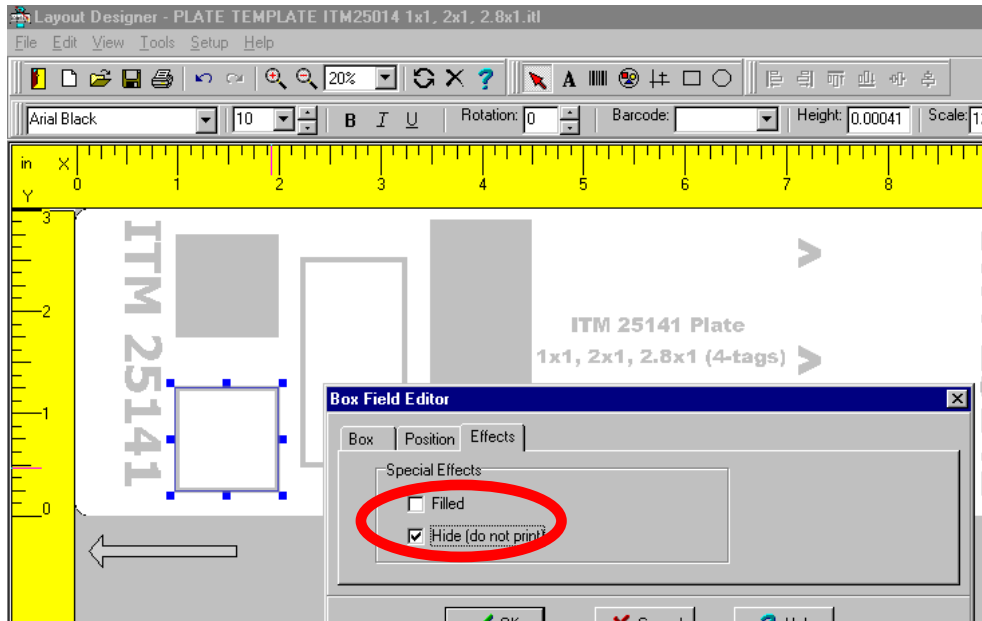 Layout Designer - PLATE TEMPLATE ITM25014 1x1, 2x1, 2.8x1.itl
File Edit View Tools Setup Help
20% A
Arial Black 10 B I U Rotation: 0 Barcode: Height: 0.00041 Scale:
in X
0 1 2 3 4 5 6 7 8
Y
3
2
1
0
ITM 25141
ITM 25141 Plate
1x1, 2x1, 2.8x1 (4-tags)
>
>
Box Field Editor
Box Position Effects
Special Effects
Filled
Hide (do not print)